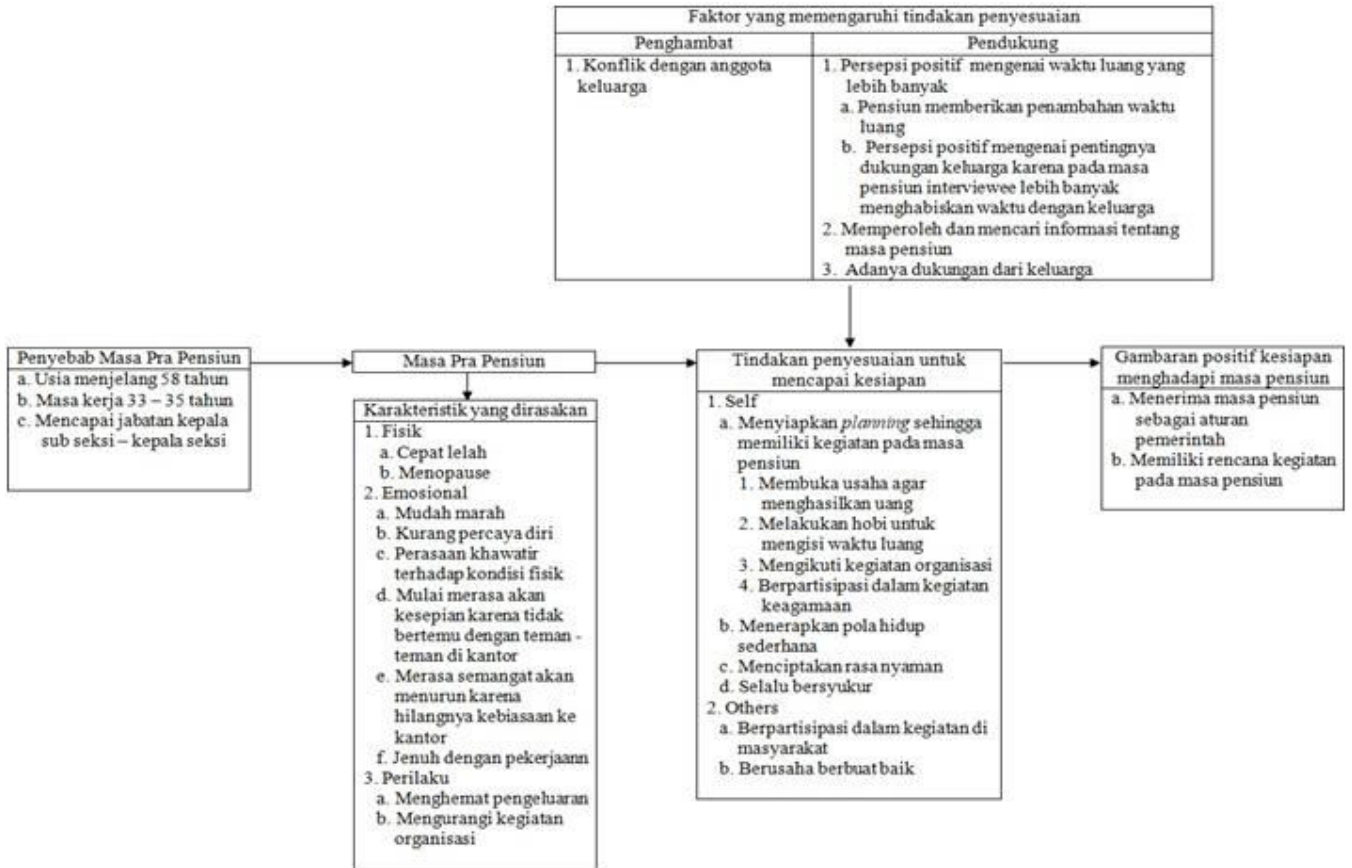 Faktor yang memengaruhi tindakan penyesuaian
Penghambat
1. Konflik dengan anggota
keluarga
Pendukung
1. Persepsi positif mengenai waktu luang yang
lebih banyak
a. Pensiun memberikan penambahan waktu
luang
b. Persepsi positif mengenai pentingnya
dukungan keluarga karena pada masa
pensiun interviewee lebih banyak
menghabiskan waktu dengan keluarga
2. Memperoleh dan mencari informasi tentang
masa pensiun
3. Adanya dukungan dari keluarga
Penyebab Masa Pra Pensiun
a. Usia menjelang 58 tahun
b. Masa kerja 33 – 35 tahun
c. Mencapai jabatan kepala
sub seksi – kepala seksi
Masa Pra Pensiun
Karakteristik yang dirasakan
1. Fisik
a. Cepat lelah
b. Menopause
2. Emosional
a. Mudah marah
b. Kurang percaya diri
c. Perasaan khawatir
terhadap kondisi fisik
d. Mulai merasa akan
kesepian karena tidak
bertemu dengan teman -
teman di kantor
e. Merasa semangat akan
menurun karena
hilangnya kebiasaan ke
kantor
f. Jenuh dengan pekerjaann
3. Perilaku
a. Menghemat pengeluaran
b. Mengurangi kegiatan
organisasi
Tindakan penyesuaian untuk
mencapai kesiapan
1. Self
a. Menyiapkan planning sehingga
memiliki kegiatan pada masa
pensiun
1. Membuka usaha agar
menghasilkan uang
2. Melakukan hobi untuk
mengisi waktu luang
3. Mengikuti kegiatan organisasi
4. Berpartisipasi dalam kegiatan
keagamaan
b. Menerapkan pola hidup
sederhana
c. Menciptakan rasa nyaman
d. Selalu bersyukur
2. Others
a. Berpartisipasi dalam kegiatan di
masyarakat
b. Berusaha berbuat baik
Gambaran positif kesiapan
menghadapi masa pensiun
a. Menerima masa pensiun
sebagai aturan
pemerintah
b. Memiliki rencana kegiatan
pada masa pensiun